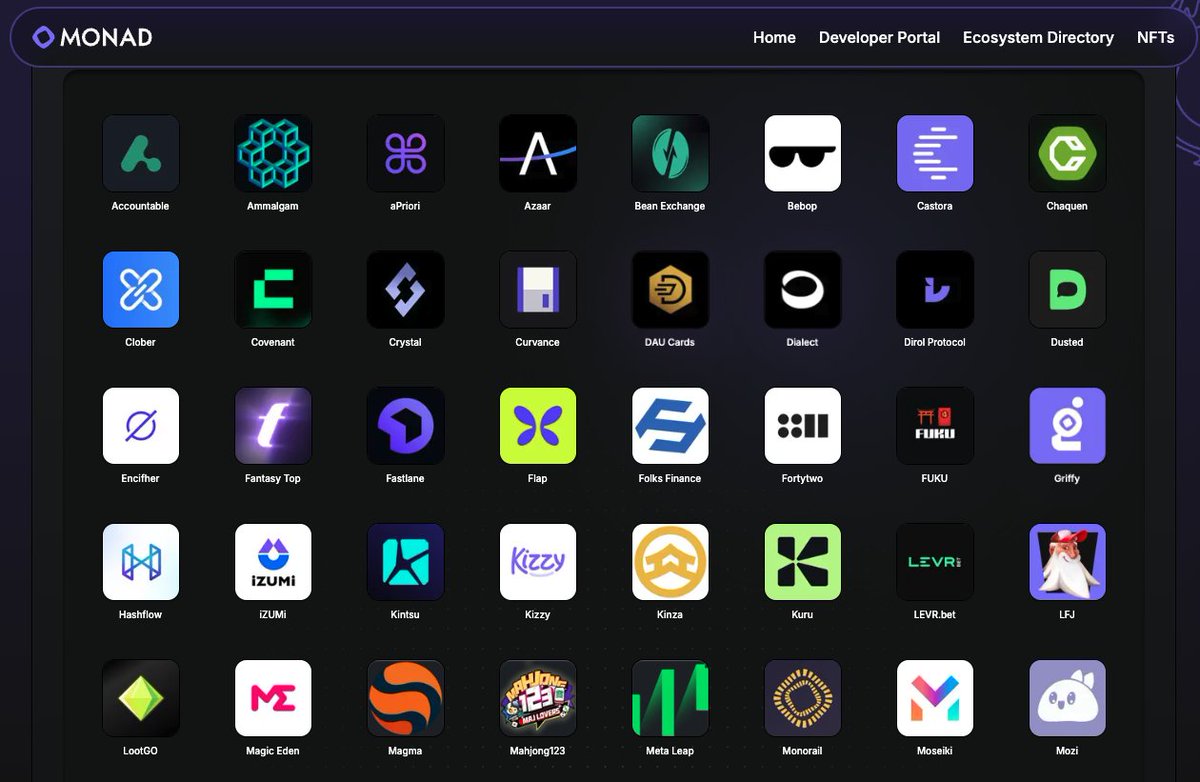 MONAD
Home Developer Portal Ecosystem Directory NFTs
Accountable Ammalgam aPriori Azaar Bean Exchange Bebop Castora Chaquen
Clober Covenant Crystal Curvance DAU Cards Dialect Dirol Protocol Dusted
t
FUKU
Encifher Fantasy Top Fastlane Flap Folks Finance Fortytwo FUKU Griffy
iZUMi
Kizzy
LEVR BET
Hashflow iZUMi Kintsu Kizzy Kinza Kuru LEVR.bet LFJ
ME
MAHJONG
123
MAJ LOVERS
LootGO Magic Eden Magma Mahjong123 Meta Leap Monorail Moseiki Mozi